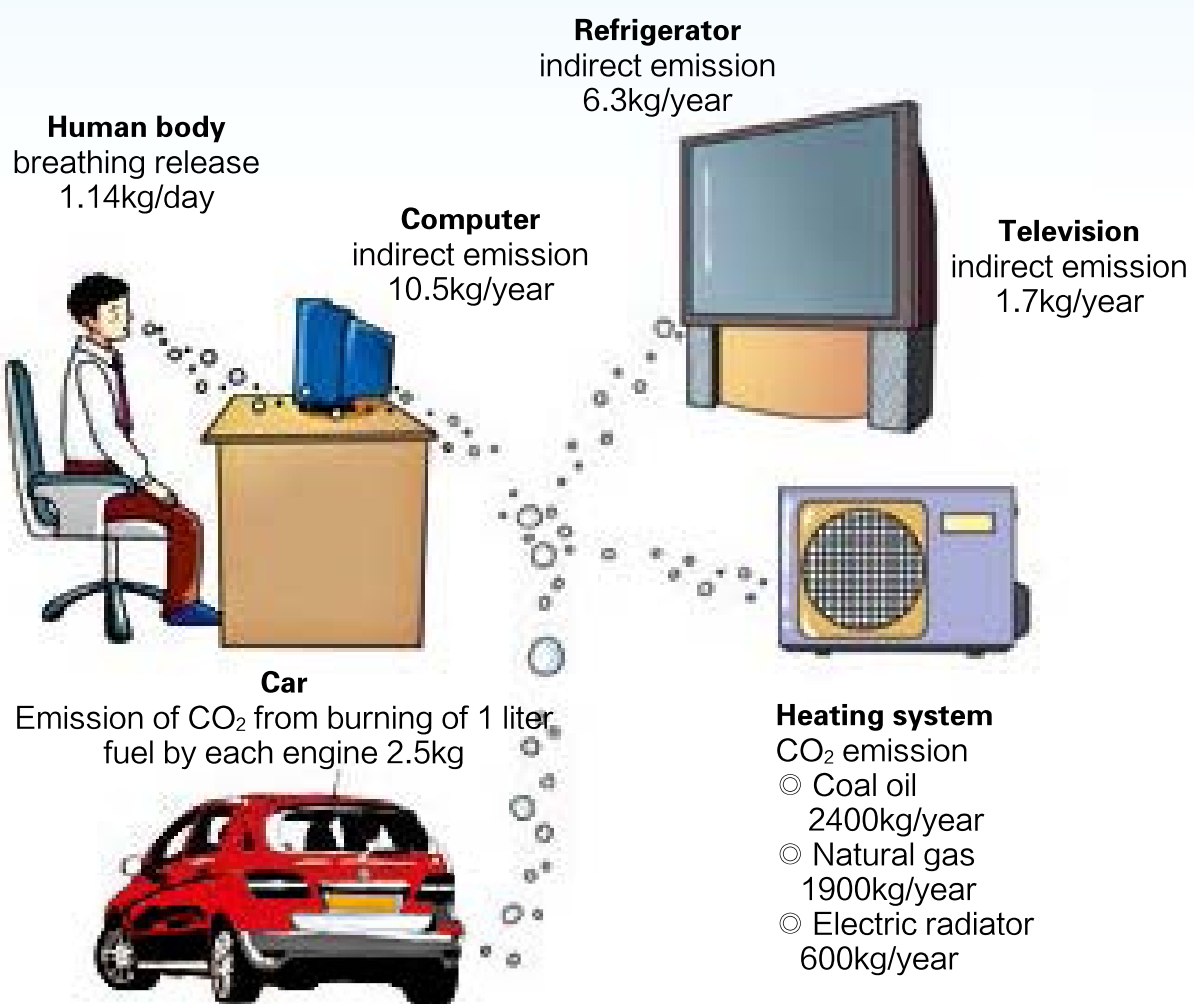 Refrigerator
indirect emission
6.3kg/year
Human body
breathing release
1.14kg/day
Computer
indirect emission
10.5kg/year
Television
indirect emission
1.7kg/year
Car
Emission of CO₂ from burning of 1 liter
fuel by each engine 2.5kg
Heating system
CO₂ emission
◎ Coal oil
2400kg/year
◎ Natural gas
1900kg/year
◎ Electric radiator
600kg/year